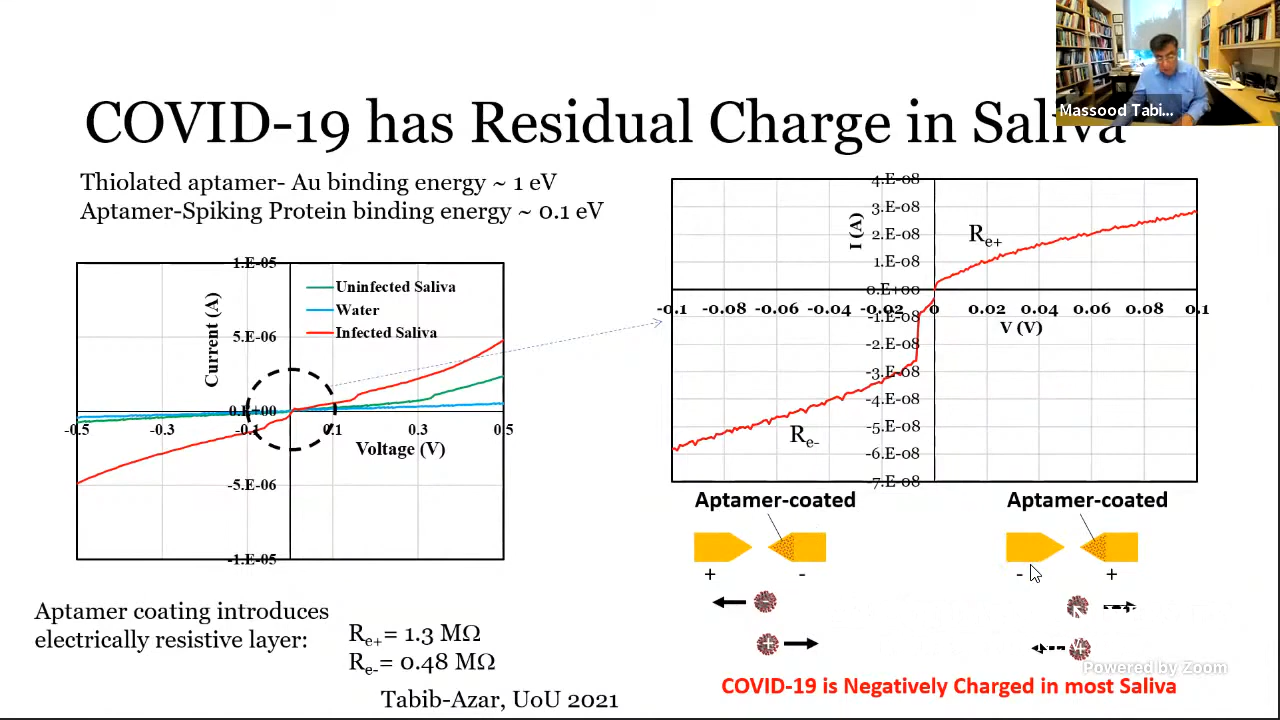 COVID-19 has Residual Charge in Saliva
Massood Tabi...
Thiolated aptamer- Au binding energy ~ 1 eV
Aptamer-Spiking Protein binding energy ~ 0.1 eV
1.E-05
5.E-06
0.E+00
-5.E-06
-1.E-05
Current (A)
Uninfected Saliva
Water
Infected Saliva
-0.5
-0.3
-0.1
0.1
0.3
0.5
Voltage (V)
4.E-08
3.E-08
2.E-08
1.E-08
0.E+00
-1.E-08
-2.E-08
-3.E-08
-4.E-08
-5.E-08
-6.E-08
-7.E-08
I (A)
Re+
-0.1 -0.08 -0.06 -0.04 -0.02 0 0.02 0.04 0.06 0.08 0.1
V (V)
Re-
Aptamer-coated
Aptamer-coated
+ -
- +
-
+
Aptamer coating introduces
electrically resistive layer:
Re+= 1.3 MΩ
Re-= 0.48 MΩ
Tabib-Azar, UoU 2021
COVID-19 is Negatively Charged in most Saliva
Powered by Zoom